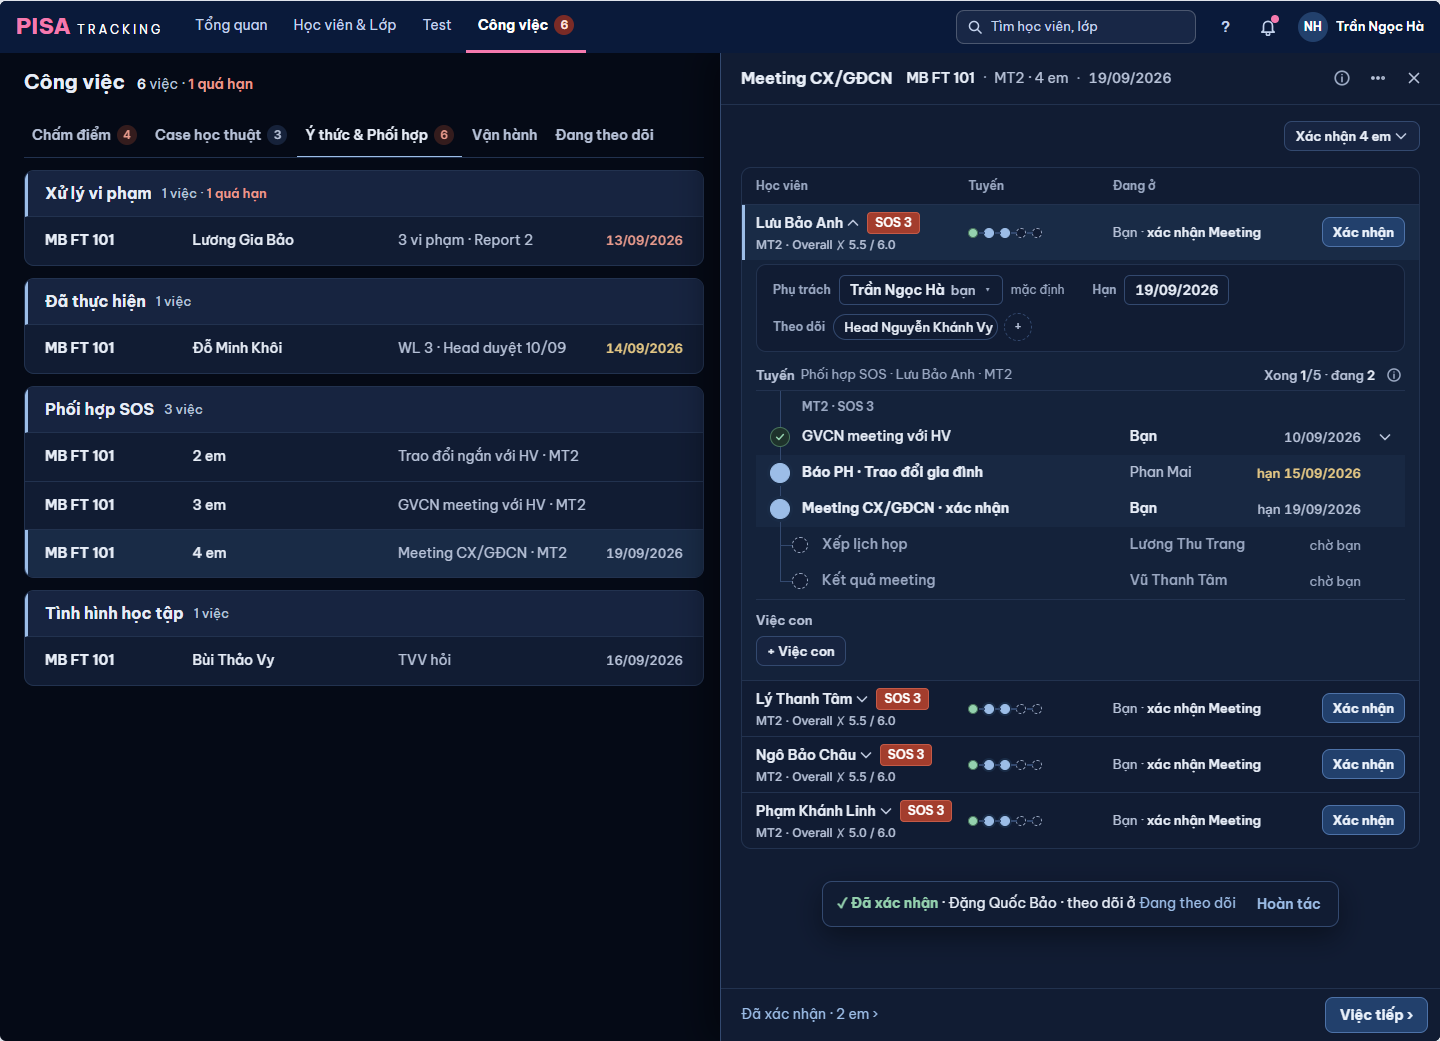 PISA TRACKING
Tổng quan
Học viên & Lớp
Test
Công việc 6
Tìm học viên, lớp
?
NH
Trần Ngọc Hà
Công việc 6 việc · 1 quá hạn
Chấm điểm 4
Case học thuật 3
Ý thức & Phối hợp 6
Vận hành
Đang theo dõi
Xử lý vi phạm 1 việc · 1 quá hạn
MB FT 101 Lương Gia Bảo 3 vi phạm · Report 2 13/09/2026
Đã thực hiện 1 việc
MB FT 101 Đỗ Minh Khôi WL 3 · Head duyệt 10/09 14/09/2026
Phối hợp SOS 3 việc
MB FT 101 2 em Trao đổi ngắn với HV · MT2
MB FT 101 3 em GVCN meeting với HV · MT2
MB FT 101 4 em Meeting CX/GĐCN · MT2 19/09/2026
Tình hình học tập 1 việc
MB FT 101 Bùi Thảo Vy TVV hỏi 16/09/2026
Meeting CX/GĐCN MB FT 101 · MT2 · 4 em · 19/09/2026
Xác nhận 4 em
Học viên Tuyến Đang ở
Lưu Bảo Anh SOS 3
MT2 · Overall ✗ 5.5 / 6.0
Bạn · xác nhận Meeting
Xác nhận
Phụ trách Trần Ngọc Hà bạn mặc định Hạn 19/09/2026
Theo dõi Head Nguyễn Khánh Vy +
Tuyến Phối hợp SOS · Lưu Bảo Anh · MT2 Xong 1/5 · đang 2
MT2 · SOS 3
GVCN meeting với HV Bạn 10/09/2026
Báo PH · Trao đổi gia đình Phan Mai hạn 15/09/2026
Meeting CX/GĐCN · xác nhận Bạn hạn 19/09/2026
Xếp lịch họp Lương Thu Trang chờ bạn
Kết quả meeting Vũ Thanh Tâm chờ bạn
Việc con
+ Việc con
Lý Thanh Tâm SOS 3
MT2 · Overall ✗ 5.5 / 6.0
Bạn · xác nhận Meeting
Xác nhận
Ngô Bảo Châu SOS 3
MT2 · Overall ✗ 5.5 / 6.0
Bạn · xác nhận Meeting
Xác nhận
Phạm Khánh Linh SOS 3
MT2 · Overall ✗ 5.0 / 6.0
Bạn · xác nhận Meeting
Xác nhận
✓ Đã xác nhận · Đặng Quốc Bảo · theo dõi ở Đang theo dõi Hoàn tác
Đã xác nhận · 2 em ›
Việc tiếp ›